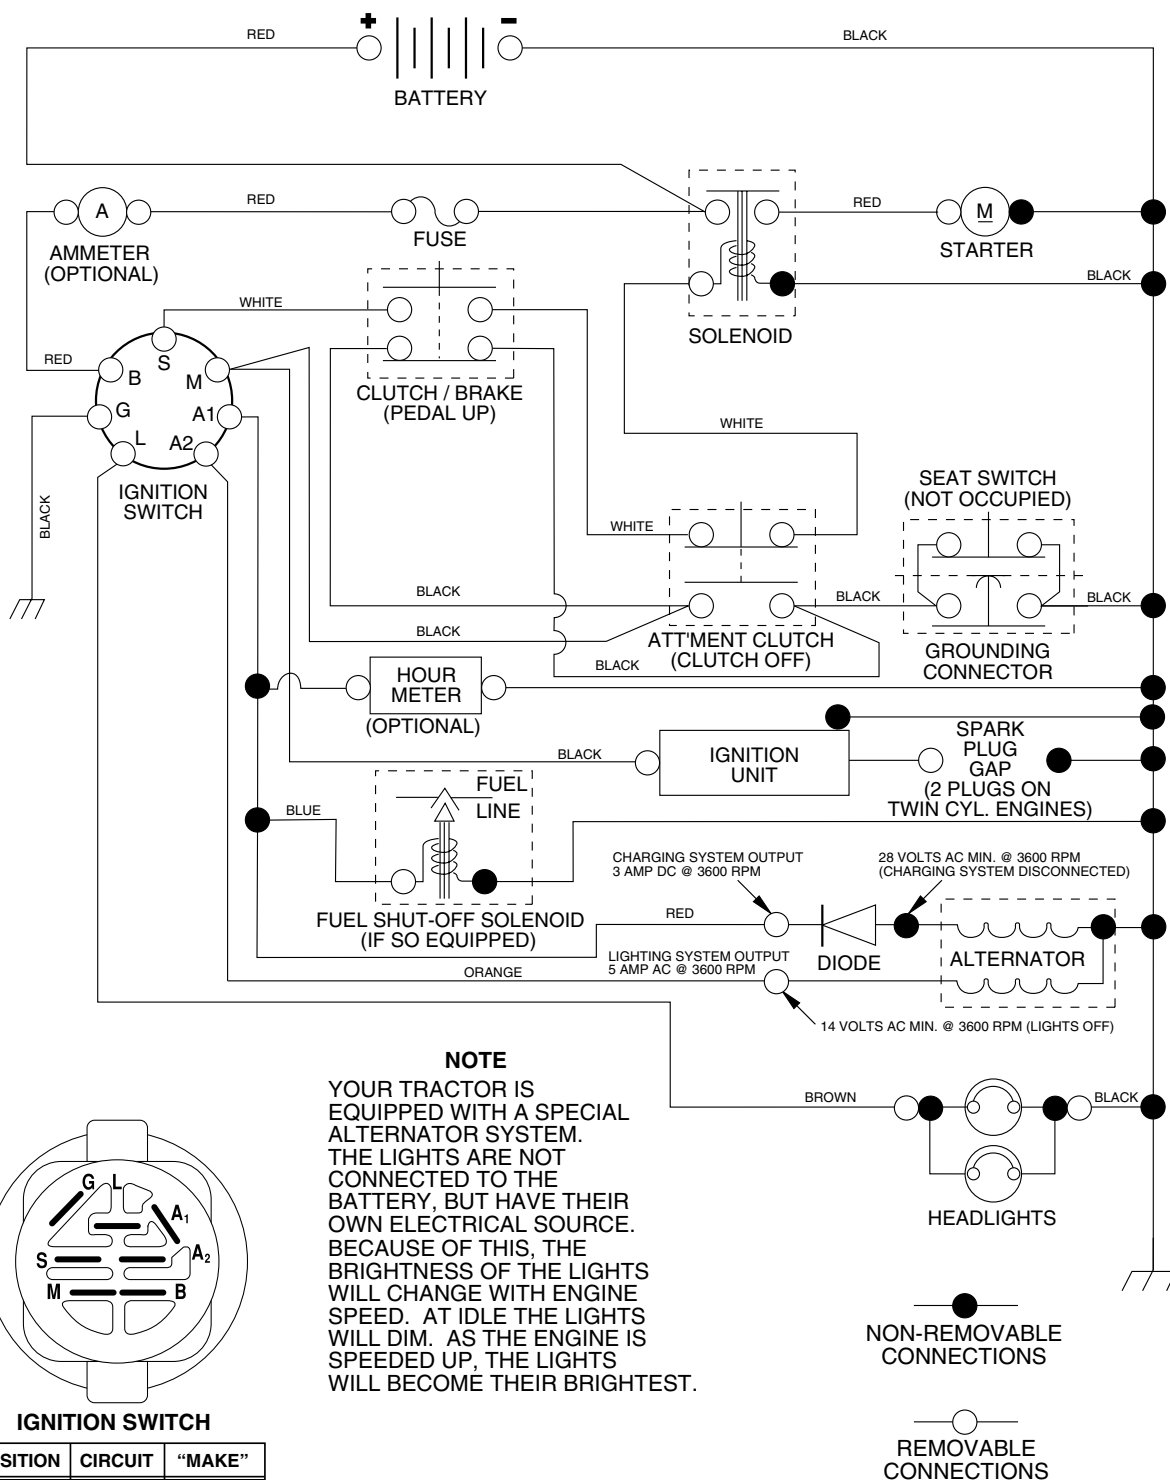 + -
RED
BLACK
BATTERY
A
RED
RED
M
AMMETER
(OPTIONAL)
FUSE
STARTER
WHITE
BLACK
SOLENOID
RED
S
B
M
G
A1
L
A2
CLUTCH / BRAKE
(PEDAL UP)
WHITE
IGNITION
SWITCH
BLACK
SEAT SWITCH
(NOT OCCUPIED)
WHITE
BLACK
BLACK
BLACK
BLACK
ATT'MENT CLUTCH
(CLUTCH OFF)
BLACK
GROUNDING
CONNECTOR
HOUR
METER
(OPTIONAL)
BLACK
IGNITION
UNIT
SPARK
PLUG
GAP
(2 PLUGS ON
TWIN CYL. ENGINES)
FUEL
LINE
BLUE
CHARGING SYSTEM OUTPUT
3 AMP DC @ 3600 RPM
28 VOLTS AC MIN. @ 3600 RPM
(CHARGING SYSTEM DISCONNECTED)
FUEL SHUT-OFF SOLENOID
(IF SO EQUIPPED)
RED
DIODE
ALTERNATOR
LIGHTING SYSTEM OUTPUT
5 AMP AC @ 3600 RPM
ORANGE
14 VOLTS AC MIN. @ 3600 RPM (LIGHTS OFF)
NOTE
YOUR TRACTOR IS
EQUIPPED WITH A SPECIAL
ALTERNATOR SYSTEM.
THE LIGHTS ARE NOT
CONNECTED TO THE
BATTERY, BUT HAVE THEIR
OWN ELECTRICAL SOURCE.
BECAUSE OF THIS, THE
BRIGHTNESS OF THE LIGHTS
WILL CHANGE WITH ENGINE
SPEED. AT IDLE THE LIGHTS
WILL DIM. AS THE ENGINE IS
SPEEDED UP, THE LIGHTS
WILL BECOME THEIR BRIGHTEST.
BROWN
BLACK
HEADLIGHTS
G L
A1
S
A2
M
B
IGNITION SWITCH
SITION CIRCUIT “MAKE”
NON-REMOVABLE
CONNECTIONS
REMOVABLE
CONNECTIONS